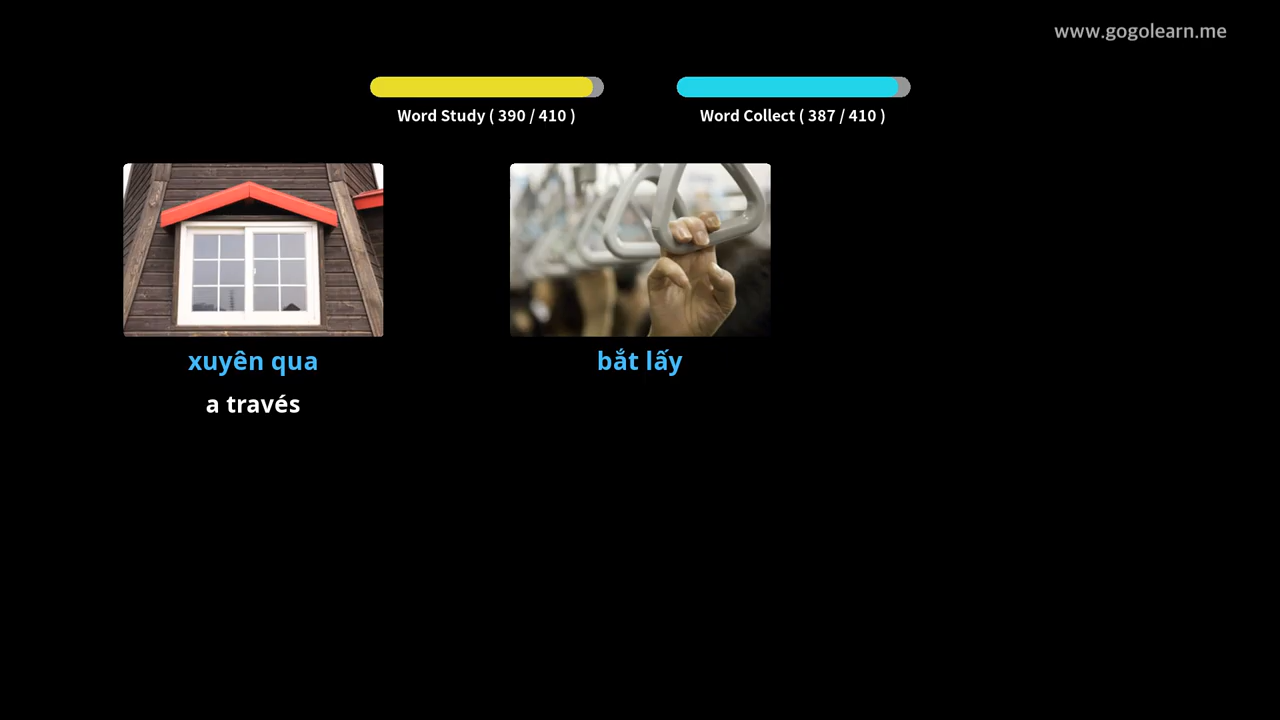 www.gogolearn.me
Word Study ( 390 / 410 )
Word Collect ( 387 / 410 )
xuyên qua
bắt lấy
a través